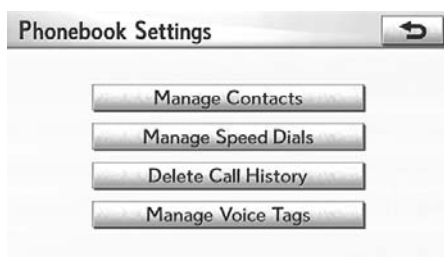 Phonebook Settings
Manage Contacts
Manage Speed Dials
Delete Call History
Manage Voice Tags